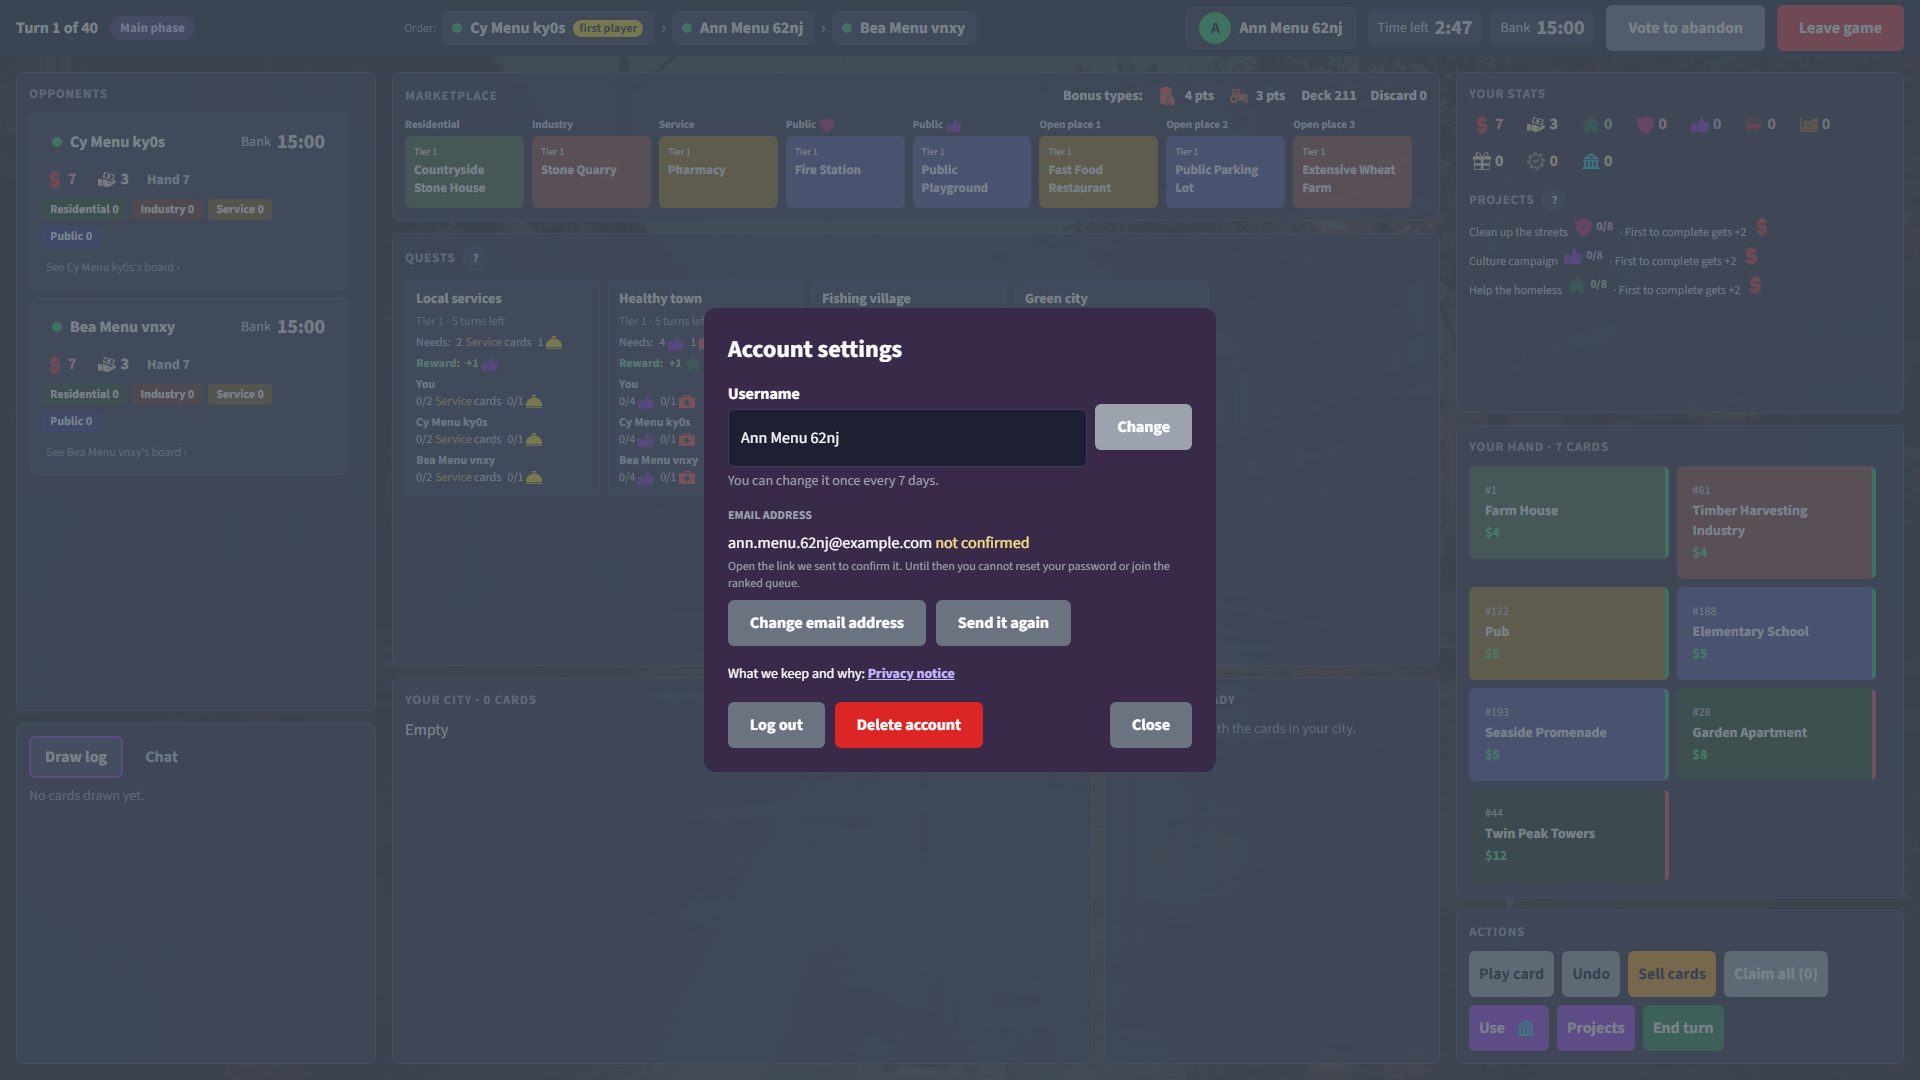 Turn 1 of 40 Main phase
Order: Cy Menu ky0s first player › Ann Menu 62nj › Bea Menu vnxy
A Ann Menu 62nj
Time left 2:47
Bank 15:00
Vote to abandon
Leave game
OPPONENTS
Cy Menu ky0s Bank 15:00
7 3 Hand 7
Residential 0 Industry 0 Service 0
Public 0
See Cy Menu ky0s's board ›
Bea Menu vnxy Bank 15:00
7 3 Hand 7
Residential 0 Industry 0 Service 0
Public 0
See Bea Menu vnxy's board ›
Draw log Chat
No cards drawn yet.
MARKETPLACE
Bonus types: 4 pts 3 pts Deck 211 Discard 0
Residential
Tier 1
Countryside
Stone House
Industry
Tier 1
Stone Quarry
Service
Tier 1
Pharmacy
Public
Tier 1
Fire Station
Public
Tier 1
Public
Playground
Open place 1
Tier 1
Fast Food
Restaurant
Open place 2
Tier 1
Public Parking
Lot
Open place 3
Tier 1
Extensive Wheat
Farm
QUESTS ?
Local services
Tier 1 · 5 turns left
Needs: 2 Service cards 1
Reward: +1
You
0/2 Service cards 0/1
Cy Menu ky0s
0/2 Service cards 0/1
Bea Menu vnxy
0/2 Service cards 0/1
Healthy town
Tier 1 · 5 turns lef
Needs: 4 1
Reward: +1
You
0/4 0/1
Cy Menu ky0s
0/4 0/1
Bea Menu vnxy
0/4 0/1
Fishing village
Green city
Account settings
Username
Ann Menu 62nj
Change
You can change it once every 7 days.
EMAIL ADDRESS
ann.menu.62nj@example.com not confirmed
Open the link we sent to confirm it. Until then you cannot reset your password or join the
ranked queue.
Change email address
Send it again
What we keep and why: Privacy notice
Log out
Delete account
Close
YOUR CITY · 0 CARDS
Empty
DY
th the cards in your city.
YOUR STATS
7 3 0 0 0 0 0
0 0 0
PROJECTS ?
Clean up the streets 0/8 · First to complete gets +2
Culture campaign 0/8 · First to complete gets +2
Help the homeless 0/8 · First to complete gets +2
YOUR HAND · 7 CARDS
#1
Farm House
$4
#61
Timber Harvesting
Industry
$4
#122
Pub
$5
#188
Elementary School
$5
#193
Seaside Promenade
$5
#28
Garden Apartment
$8
#44
Twin Peak Towers
$12
ACTIONS
Play card Undo Sell cards Claim all (0)
Use Projects End turn